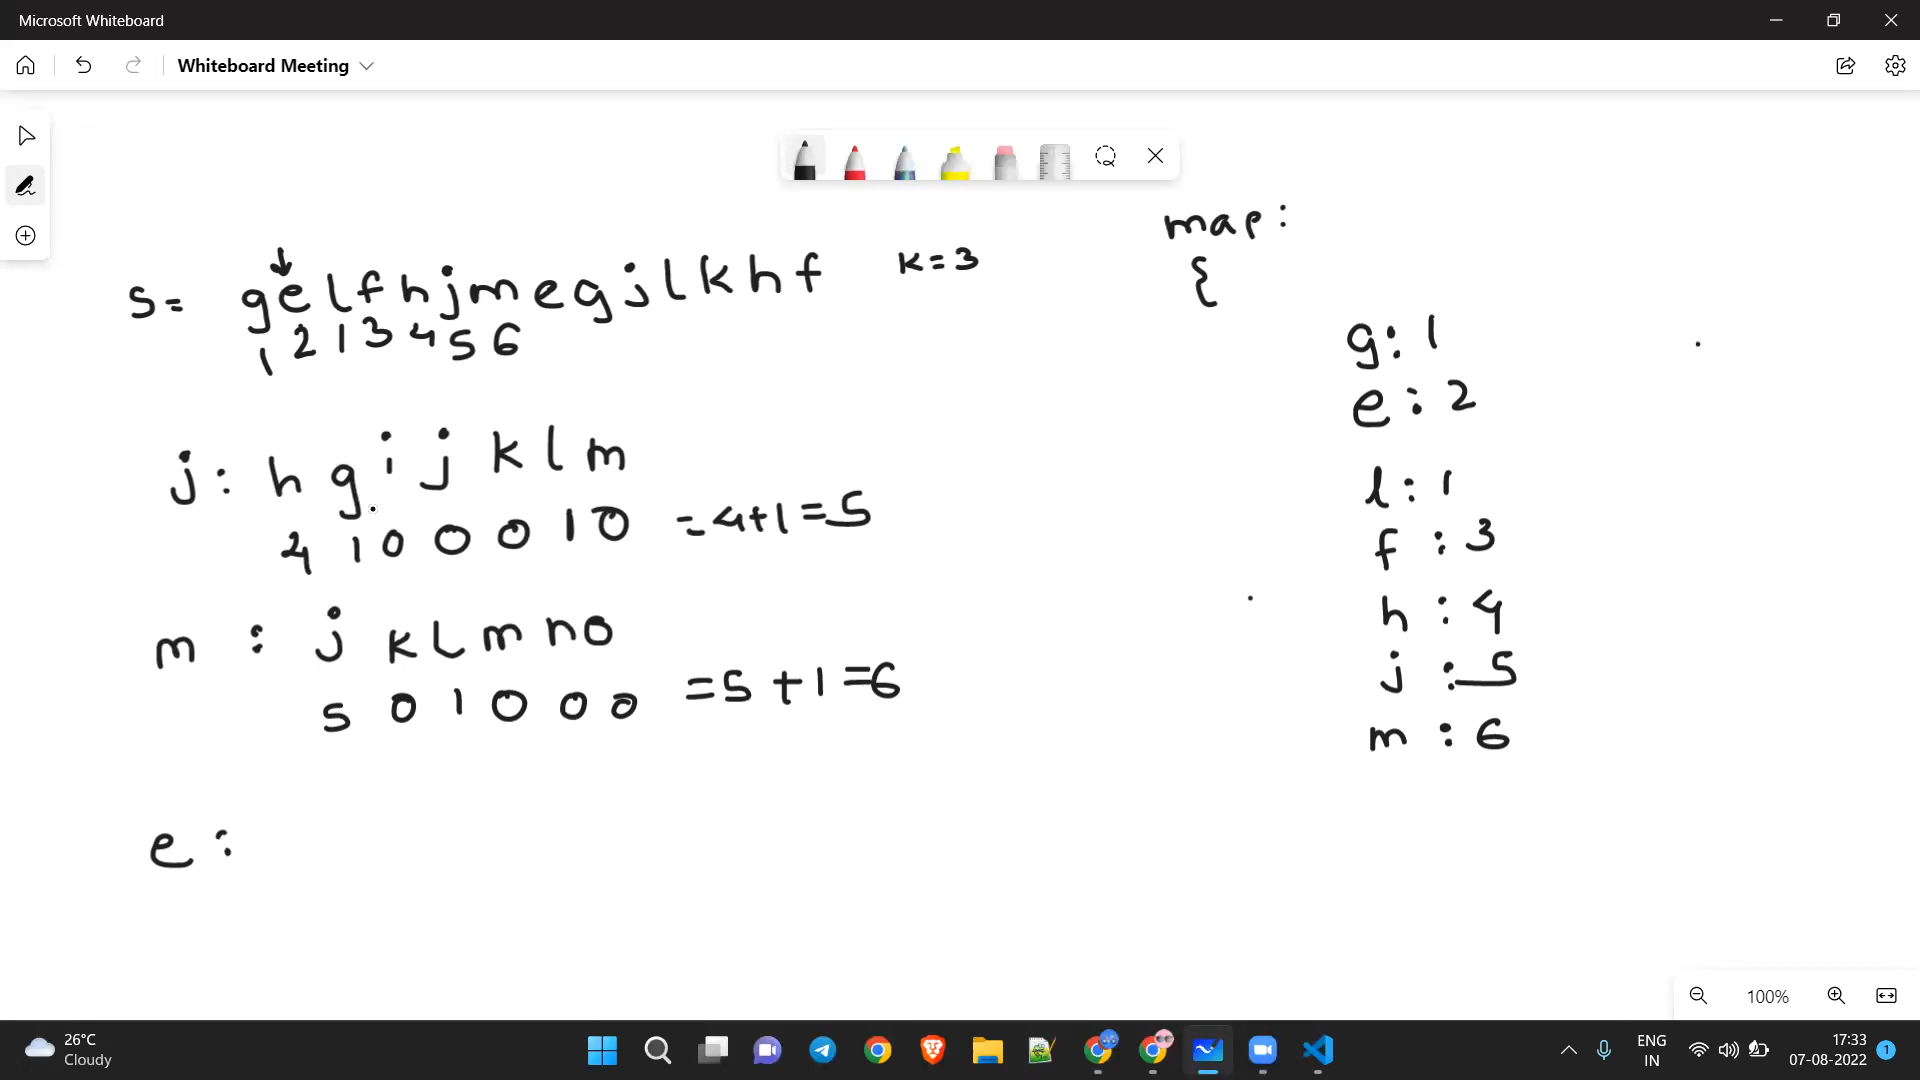 Microsoft Whiteboard
Whiteboard Meeting
map:
{
S= gelfhjmegjlkhf K=3
1 2 1 3 4 5 6
g: 1
e: 2
l: 1
f: 3
h: 4
j: 5
m: 6
j: h g i j k l m
4 1 0 0 0 1 0 =4+1=5
m: j k l m n o
5 0 1 0 0 0 =5+1=6
e:
100%
26°C
Cloudy
ENG
IN
17:33
07-08-2022
1